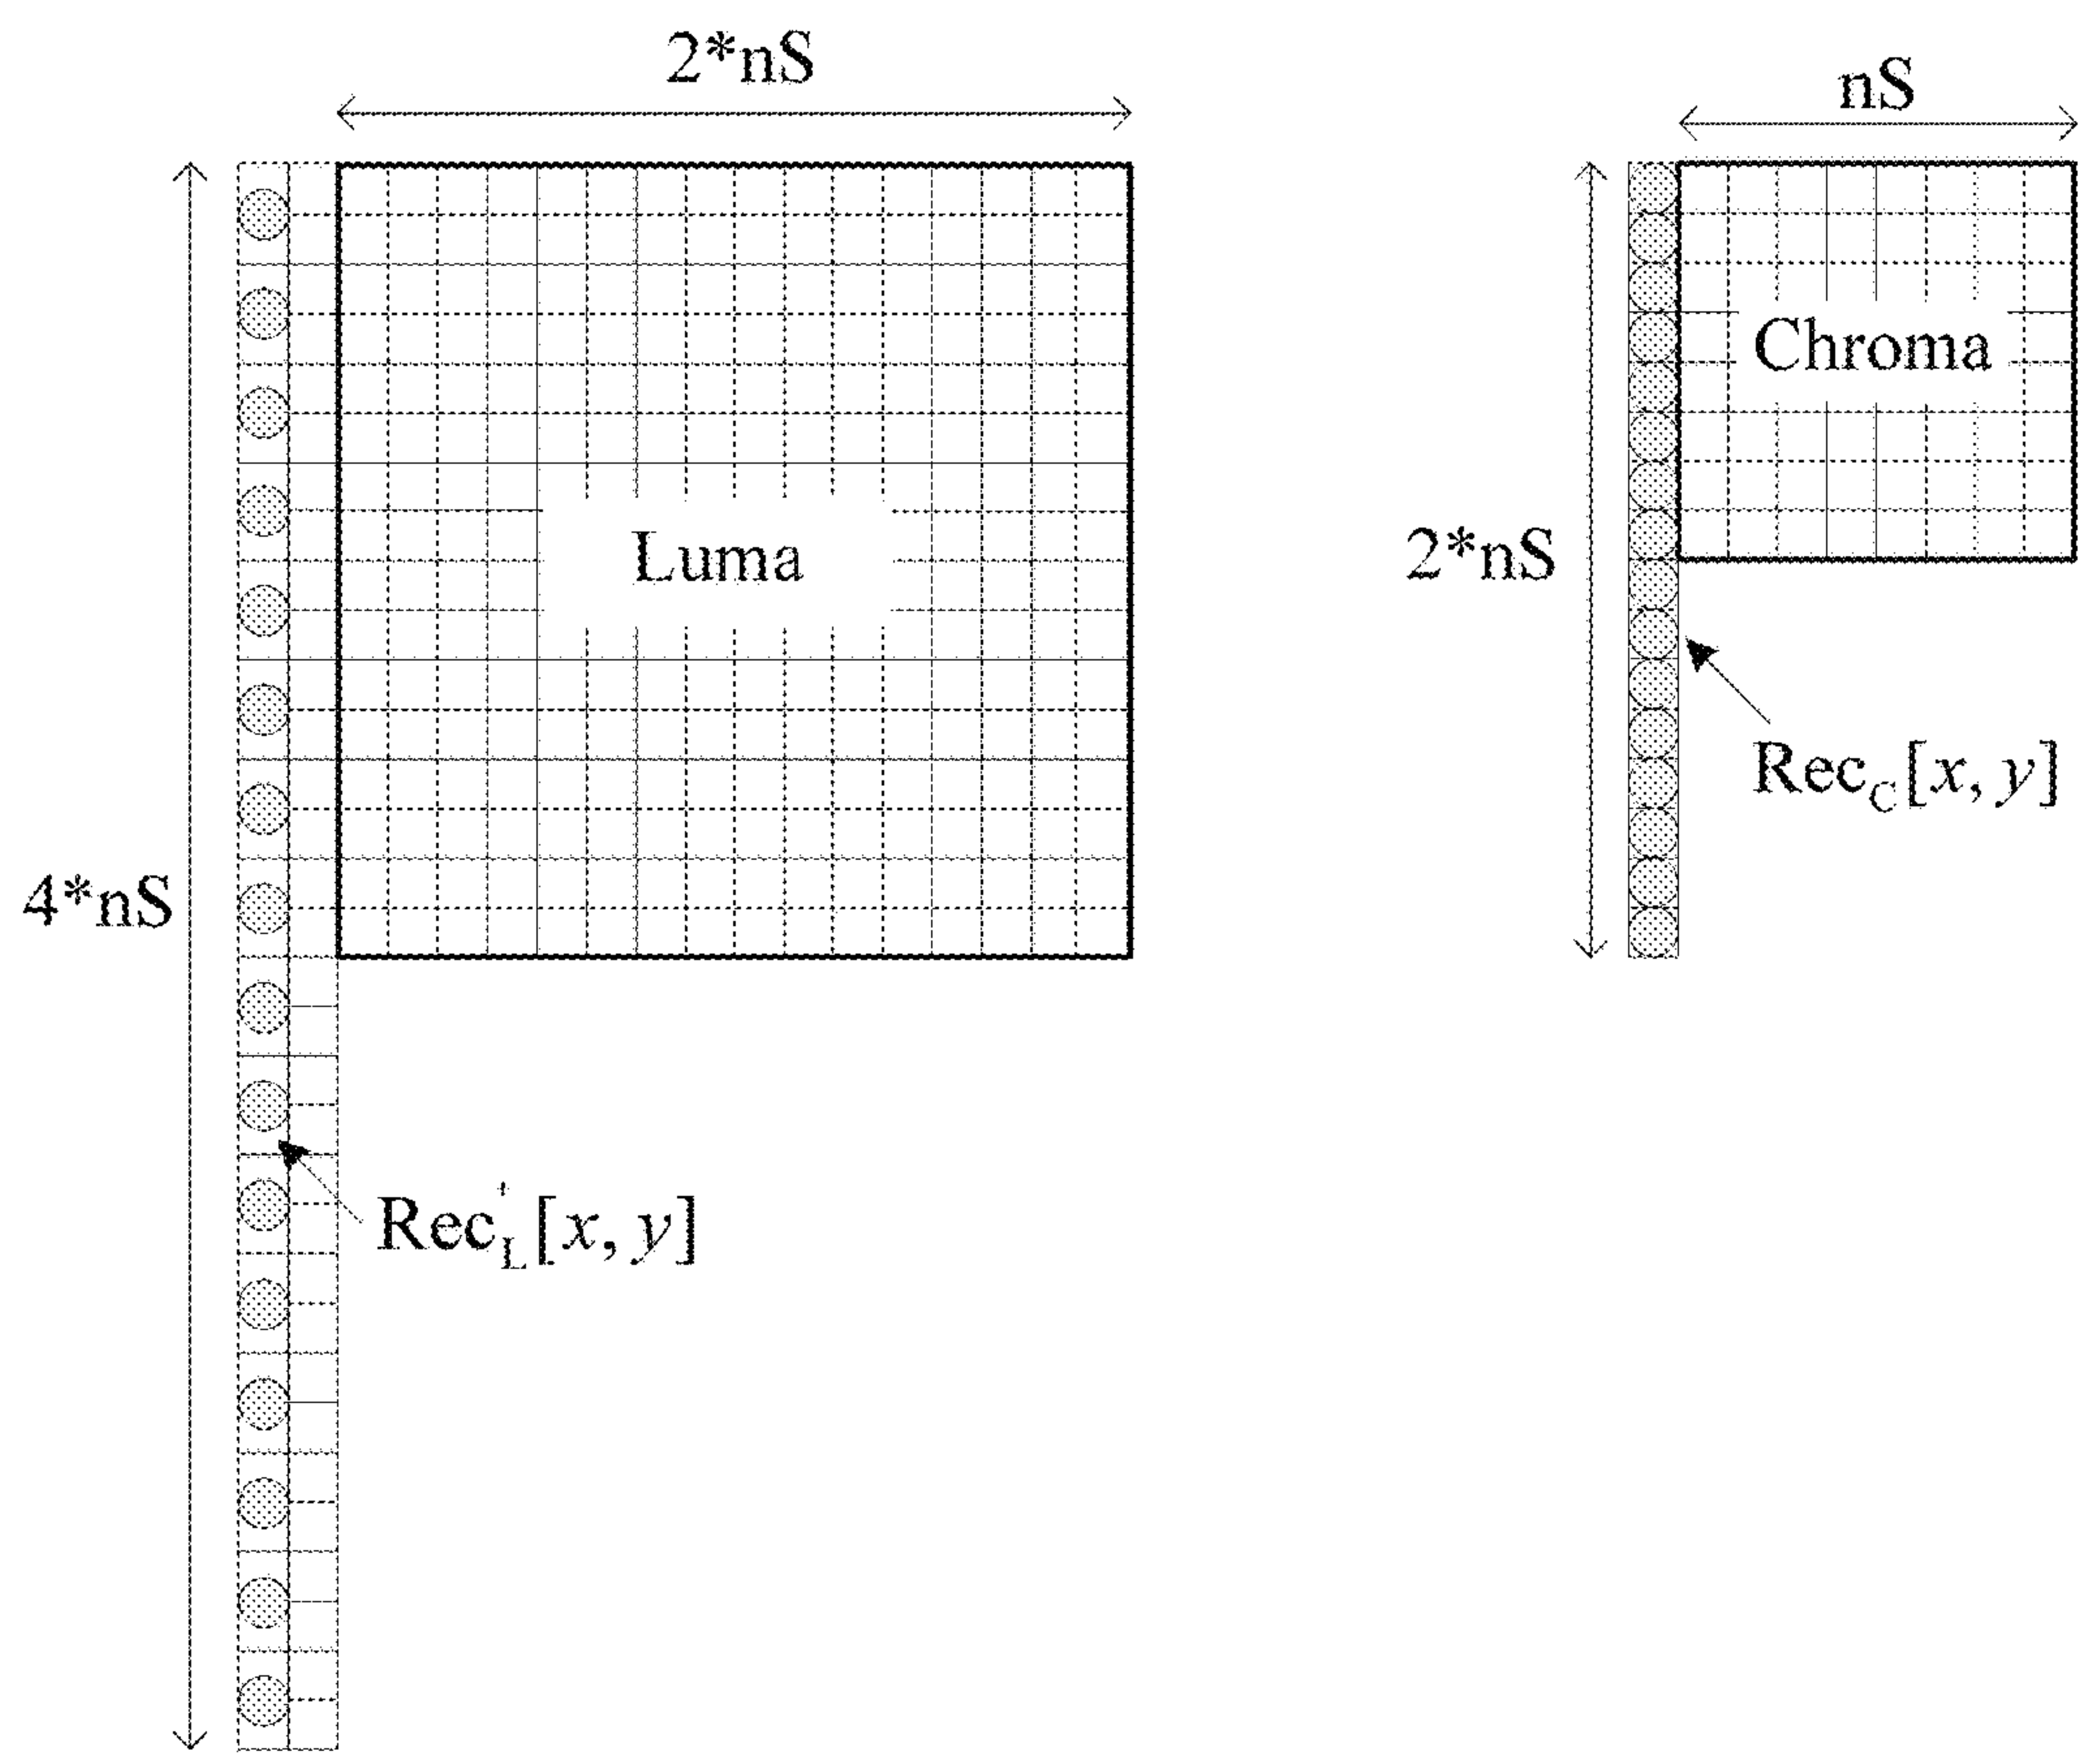 2*nS
nS
Luma
Chroma
2*nS
Rec_C[x, y]
4*nS
Rec'_L[x, y]